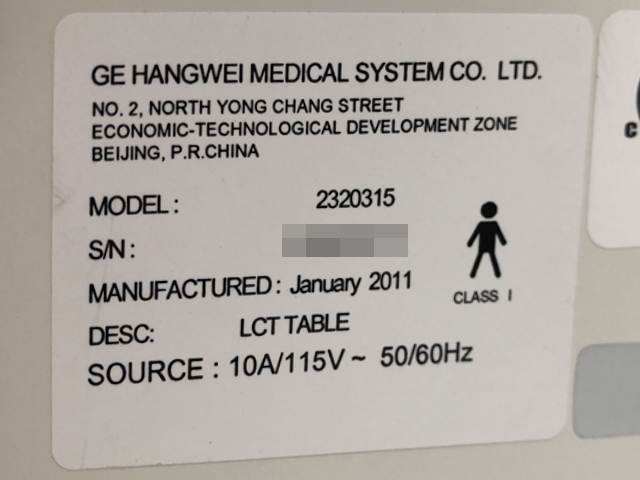 GE HANGWEI MEDICAL SYSTEM CO. LTD.
NO. 2, NORTH YONG CHANG STREET
ECONOMIC-TECHNOLOGICAL DEVELOPMENT ZONE
BEIJING, P.R.CHINA
MODEL: 2320315
S/N:
MANUFACTURED: January 2011
CLASS I
DESC: LCT TABLE
SOURCE : 10A/115V~ 50/60Hz